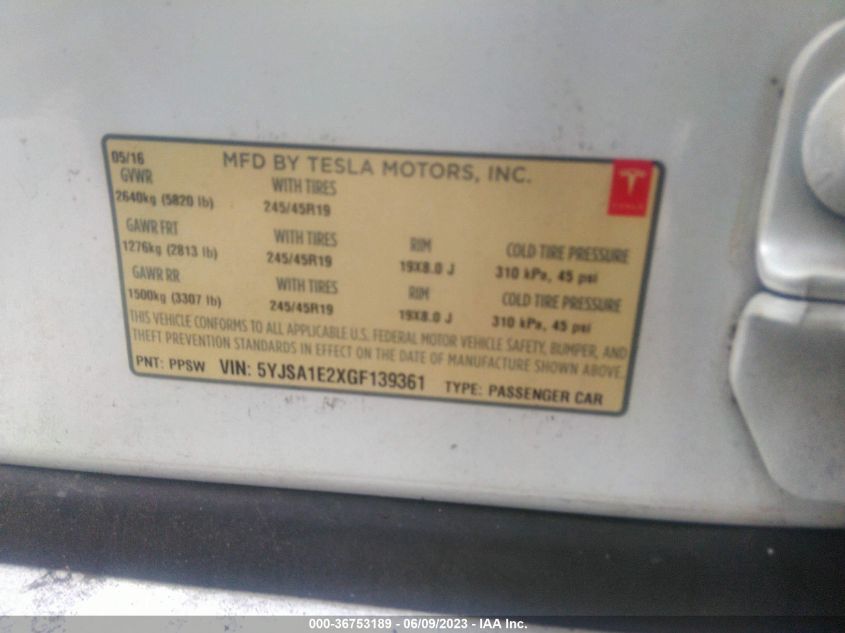 05/16 MFD BY TESLA MOTORS, INC.
GVWR WITH TIRES
2640kg (5820 lb) 245/45R19
GAWR FRT WITH TIRES RIM COLD TIRE PRESSURE
1276kg (2813 lb) 245/45R19 19X8.0 J 310 kPa, 45 psi
GAWR RR WITH TIRES RIM COLD TIRE PRESSURE
1500kg (3307 lb) 245/45R19 19X8.0 J 310 kPa, 45 psi
THIS VEHICLE CONFORMS TO ALL APPLICABLE U.S. FEDERAL MOTOR VEHICLE SAFETY, BUMPER, AND
THEFT PREVENTION STANDARDS IN EFFECT ON THE DATE OF MANUFACTURE SHOWN ABOVE.
PNT: PPSW VIN: 5YJSA1E2XGF139361 TYPE: PASSENGER CAR
TESLA
000-36753189 - 06/09/2023 - IAA Inc.